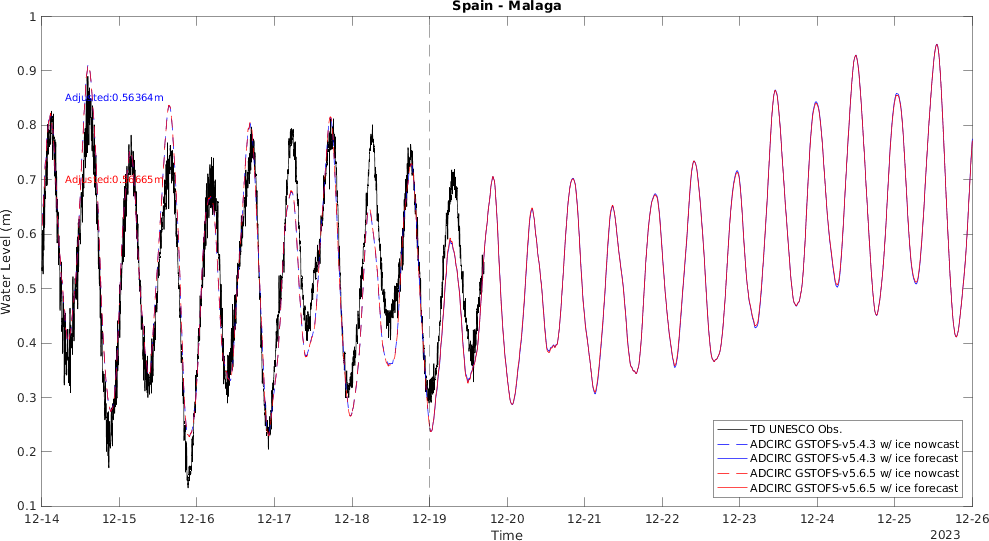 Spain - Malaga
1
0.9
0.8
0.7
0.6
0.5
0.4
0.3
0.2
0.1
Water Level (m)
Adjusted:0.56364m
Adjusted:0.56665m
TD UNESCO Obs.
ADCIRC GSTOFS-v5.4.3 w/ ice nowcast
ADCIRC GSTOFS-v5.4.3 w/ ice forecast
ADCIRC GSTOFS-v5.6.5 w/ ice nowcast
ADCIRC GSTOFS-v5.6.5 w/ ice forecast
12-14 12-15 12-16 12-17 12-18 12-19 12-20 12-21 12-22 12-23 12-24 12-25 12-26
Time
2023